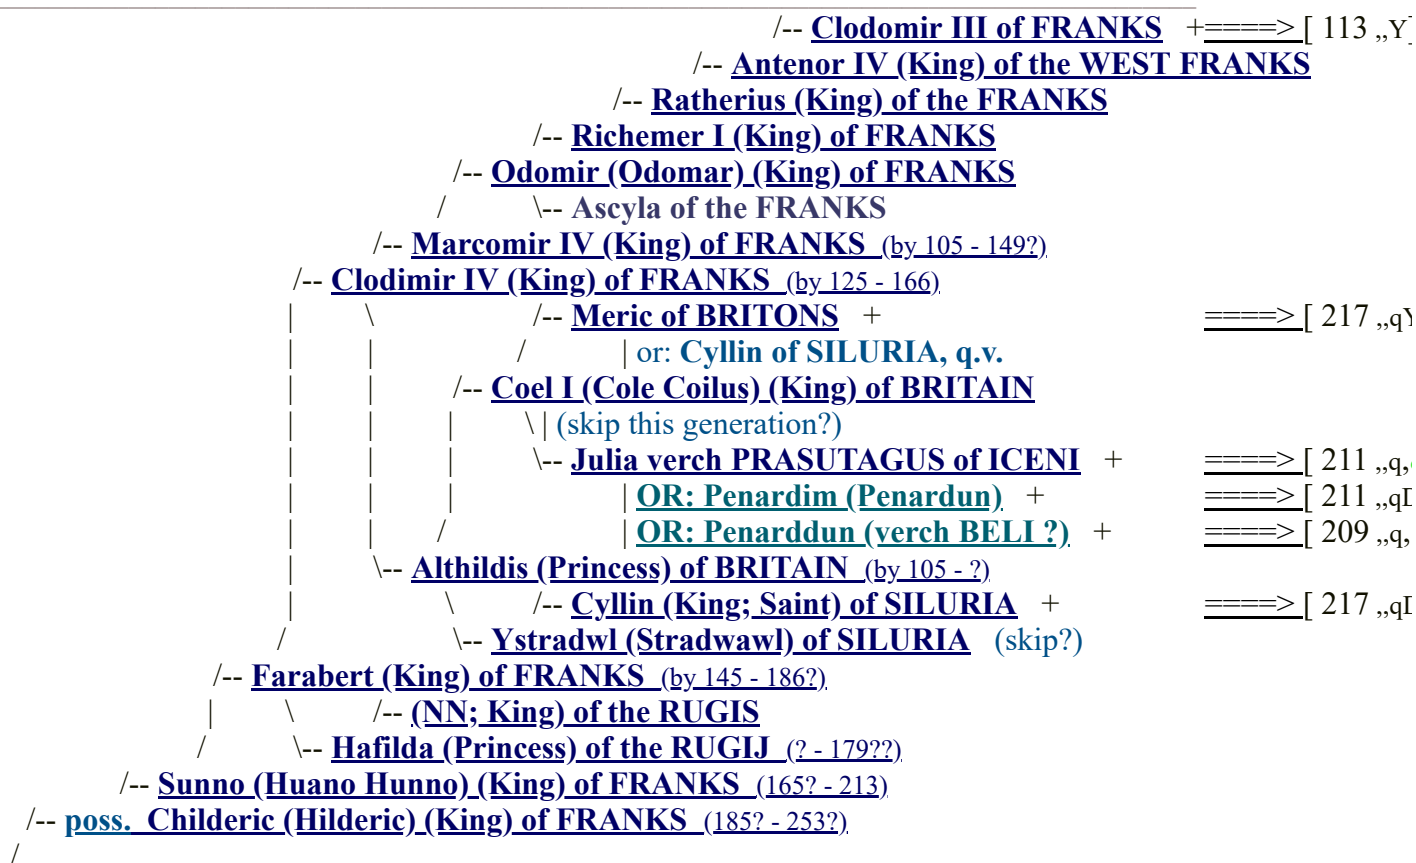 /-- Clodomir III of FRANKS +====> [ 113 ,,Y]
/-- Antenor IV (King) of the WEST FRANKS
/-- Ratherius (King) of the FRANKS
/-- Richemer I (King) of FRANKS
/-- Odomir (Odomar) (King) of FRANKS
/ \-- Ascyla of the FRANKS
/-- Marcomir IV (King) of FRANKS (by 105 - 149?)
/-- Clodimir IV (King) of FRANKS (by 125 - 166)
| \ /-- Meric of BRITONS + ====> [ 217 ,,qY
| | / | or: Cyllin of SILURIA, q.v.
| | /-- Coel I (Cole Coilus) (King) of BRITAIN
| | | \ | (skip this generation?)
| | | \-- Julia verch PRASUTAGUS of ICENI + ====> [ 211 ,,q,
| | | | OR: Penardim (Penardun) + ====> [ 211 ,,qD
| | / | OR: Penarddun (verch BELI ?) + ====> [ 209 ,,q,
| \-- Althildis (Princess) of BRITAIN (by 105 - ?)
| \ /-- Cyllin (King; Saint) of SILURIA + ====> [ 217 ,,qD
/ \-- Ystradwl (Stradwawl) of SILURIA (skip?)
/-- Farabert (King) of FRANKS (by 145 - 186?)
| \ /-- (NN; King) of the RUGIS
/ \-- Hafilda (Princess) of the RUGIJ (? - 179??)
/-- Sunno (Huano Hunno) (King) of FRANKS (165? - 213)
/-- poss. Childeric (Hilderic) (King) of FRANKS (185? - 253?)
/